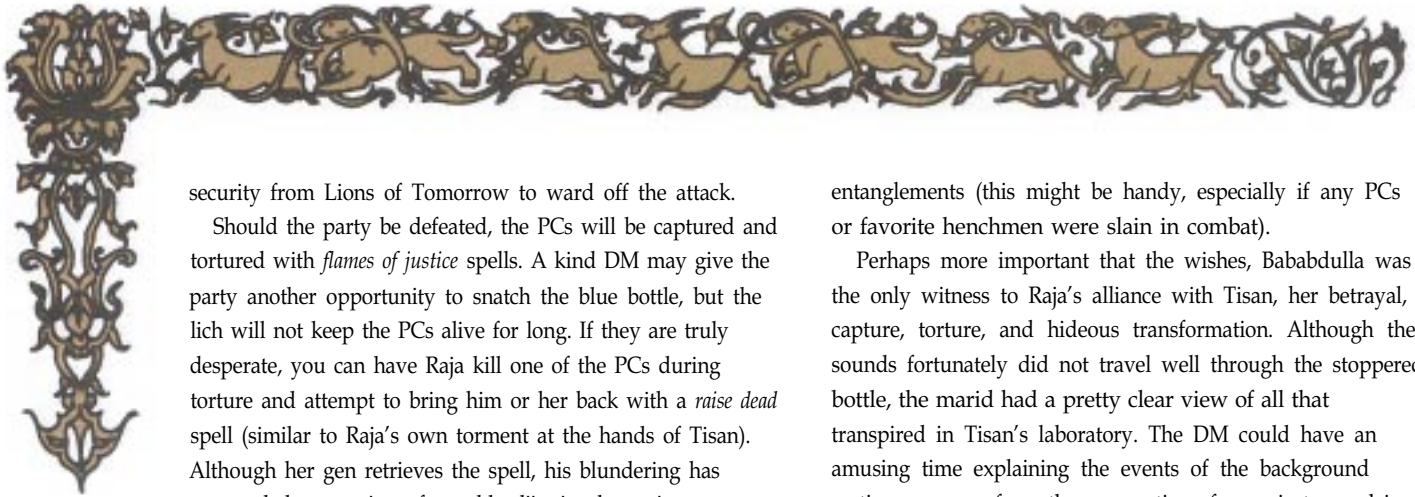 security from Lions of Tomorrow to ward off the attack.
Should the party be defeated, the PCs will be captured and
tortured with flames of justice spells. A kind DM may give the
party another opportunity to snatch the blue bottle, but the
lich will not keep the PCs alive for long. If they are truly
desperate, you can have Raja kill one of the PCs during
torture and attempt to bring him or her back with a raise dead
spell (similar to Raja's own torment at the hands of Tisan).
Although her gen retrieves the spell, his blundering has
entanglements (this might be handy, especially if any PCs
or favorite henchmen were slain in combat).
Perhaps more important that the wishes, Bababdulla was
the only witness to Raja's alliance with Tisan, her betrayal,
capture, torture, and hideous transformation. Although the
sounds fortunately did not travel well through the stoppered
bottle, the marid had a pretty clear view of all that
transpired in Tisan's laboratory. The DM could have an
amusing time explaining the events of the background